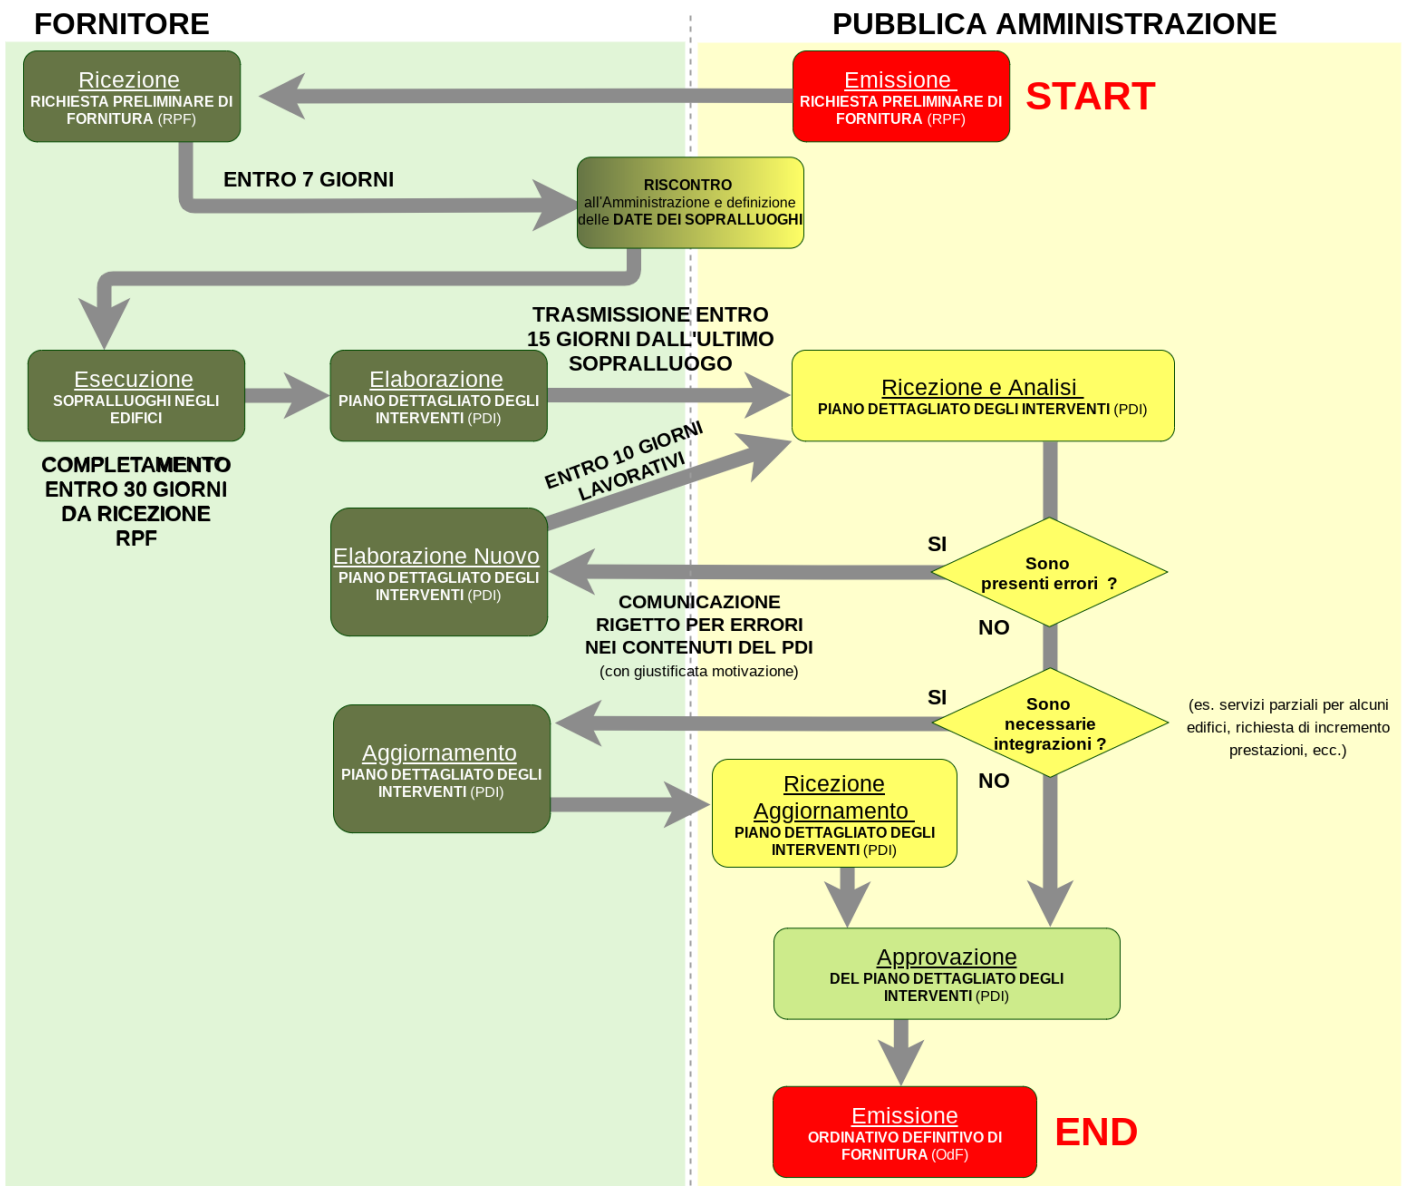 FORNITORE
PUBBLICA AMMINISTRAZIONE
Ricezione
RICHIESTA PRELIMINARE DI
FORNITURA (RPF)
Emissione
RICHIESTA PRELIMINARE DI
FORNITURA (RPF)
START
ENTRO 7 GIORNI
RISCONTRO
all'Amministrazione e definizione
delle DATE DEI SOPRALLUOGHI
TRASMISSIONE ENTRO
15 GIORNI DALL'ULTIMO
SOPRALLUOGO
Esecuzione
SOPRALLUOGHI NEGLI
EDIFICI
Elaborazione
PIANO DETTAGLIATO DEGLI
INTERVENTI (PDI)
Ricezione e Analisi
PIANO DETTAGLIATO DEGLI INTERVENTI (PDI)
COMPLETAMENTO
ENTRO 30 GIORNI
DA RICEZIONE
RPF
ENTRO 10 GIORNI
LAVORATIVI
Elaborazione Nuovo
PIANO DETTAGLIATO DEGLI
INTERVENTI (PDI)
SI
Sono
presenti errori ?
NO
COMUNICAZIONE
RIGETTO PER ERRORI
NEI CONTENUTI DEL PDI
(con giustificata motivazione)
SI
Sono
necessarie
integrazioni ?
NO
(es. servizi parziali per alcuni
edifici, richiesta di incremento
prestazioni, ecc.)
Aggiornamento
PIANO DETTAGLIATO DEGLI
INTERVENTI (PDI)
Ricezione
Aggiornamento
PIANO DETTAGLIATO DEGLI
INTERVENTI (PDI)
Approvazione
DEL PIANO DETTAGLIATO DEGLI
INTERVENTI (PDI)
Emissione
ORDINATIVO DEFINITIVO DI
FORNITURA (OdF)
END